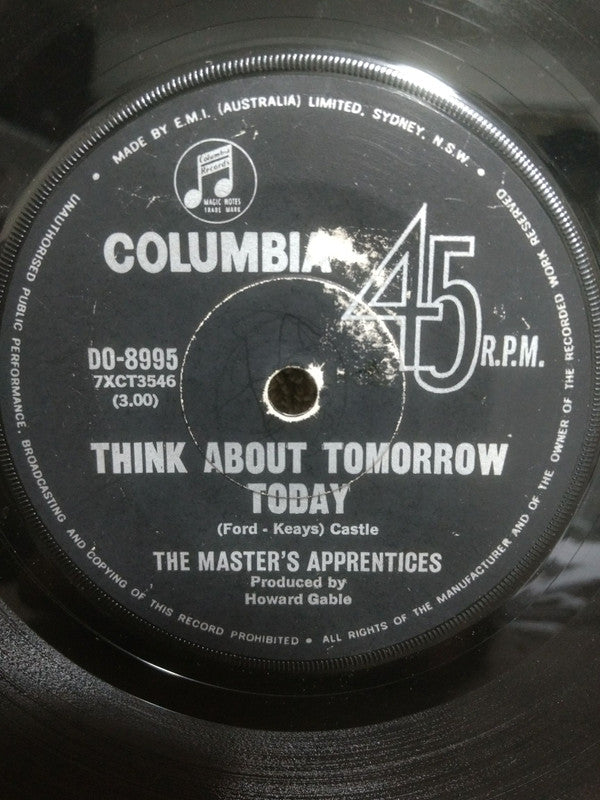 • MADE BY E.M.I. (AUSTRALIA) LIMITED, SYDNEY, N.S.W. •
Columbia
Records
MAGIC NOTES
TRADE MARK
COLUMBIA
45
R.P.M.
DO-8995
7XCT3546
(3.00)
THINK ABOUT TOMORROW
TODAY
(Ford - Keays) Castle
THE MASTER'S APPRENTICES
Produced by
Howard Gable
UNAUTHORISED PUBLIC PERFORMANCE, BROADCASTING AND COPYING OF THIS RECORD PROHIBITED • ALL RIGHTS OF THE MANUFACTURER AND OF THE OWNER OF THE RECORDED WORK RESERVED